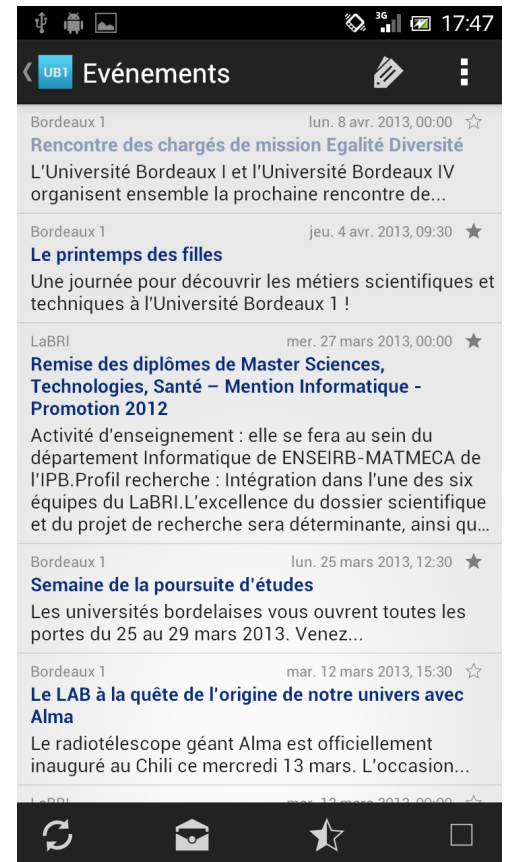 3G 17:47
UB1 Evénements
Bordeaux 1 lun. 8 avr. 2013, 00:00
Rencontre des chargés de mission Egalité Diversité
L'Université Bordeaux I et l'Université Bordeaux IV
organisent ensemble la prochaine rencontre de...
Bordeaux 1 jeu. 4 avr. 2013, 09:30
Le printemps des filles
Une journée pour découvrir les métiers scientifiques et
techniques à l'Université Bordeaux 1 !
LaBRI mer. 27 mars 2013, 00:00
Remise des diplômes de Master Sciences,
Technologies, Santé – Mention Informatique -
Promotion 2012
Activité d'enseignement : elle se fera au sein du
département Informatique de ENSEIRB-MATMECA de
l'IPB.Profil recherche : Intégration dans l'une des six
équipes du LaBRI.L'excellence du dossier scientifique
et du projet de recherche sera déterminante, ainsi qu...
Bordeaux 1 lun. 25 mars 2013, 12:30
Semaine de la poursuite d'études
Les universités bordelaises vous ouvrent toutes les
portes du 25 au 29 mars 2013. Venez...
Bordeaux 1 mar. 12 mars 2013, 15:30
Le LAB à la quête de l'origine de notre univers avec
Alma
Le radiotélescope géant Alma est officiellement
inauguré au Chili ce mercredi 13 mars. L'occasion...
LaBRI mar. 12 mars 2013, 00:00